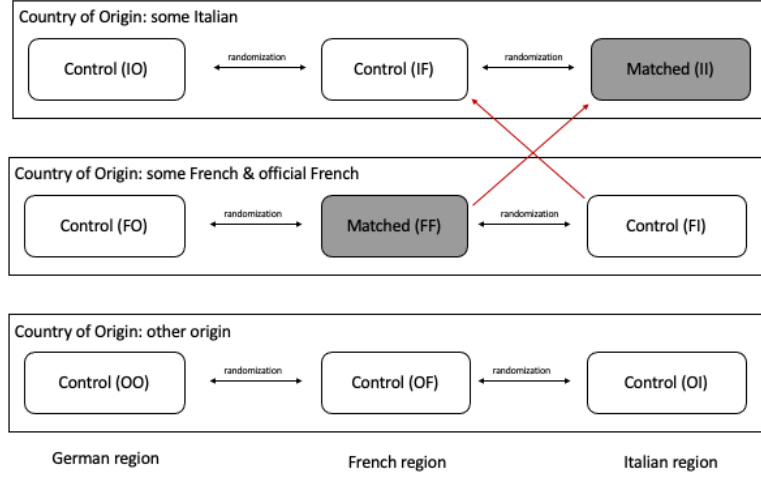 Country of Origin: some Italian
Control (IO)
randomization
Control (IF)
randomization
Matched (II)
Country of Origin: some French & official French
Control (FO)
randomization
Matched (FF)
randomization
Control (FI)
Country of Origin: other origin
Control (OO)
randomization
Control (OF)
randomization
Control (OI)
German region
French region
Italian region